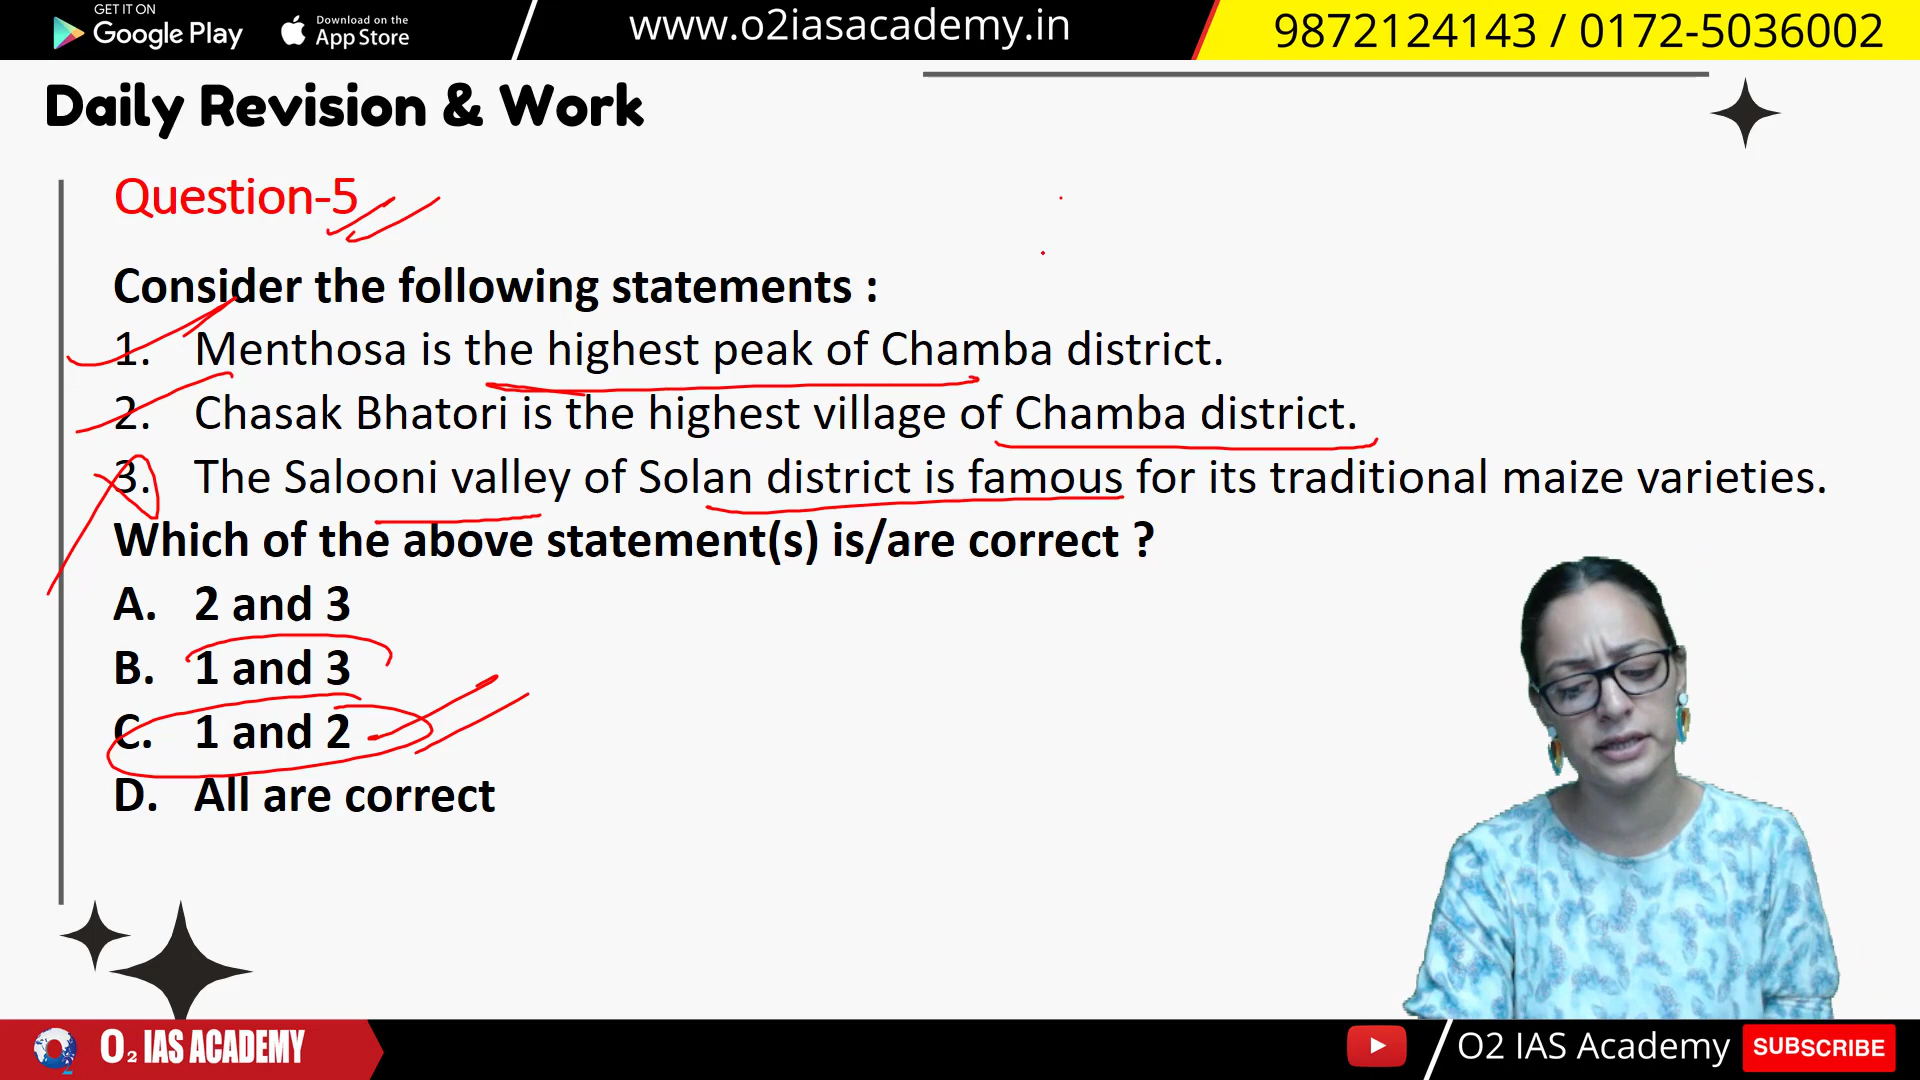 GET IT ON
Google Play
Download on the
App Store
www.o2iasacademy.in
9872124143 / 0172-5036002
Daily Revision & Work
Question-5
Consider the following statements :
1. Menthosa is the highest peak of Chamba district.
2. Chasak Bhatori is the highest village of Chamba district.
3. The Salooni valley of Solan district is famous for its traditional maize varieties.
Which of the above statement(s) is/are correct ?
A. 2 and 3
B. 1 and 3
C. 1 and 2
D. All are correct
O2 IAS ACADEMY
O2 IAS Academy
SUBSCRIBE